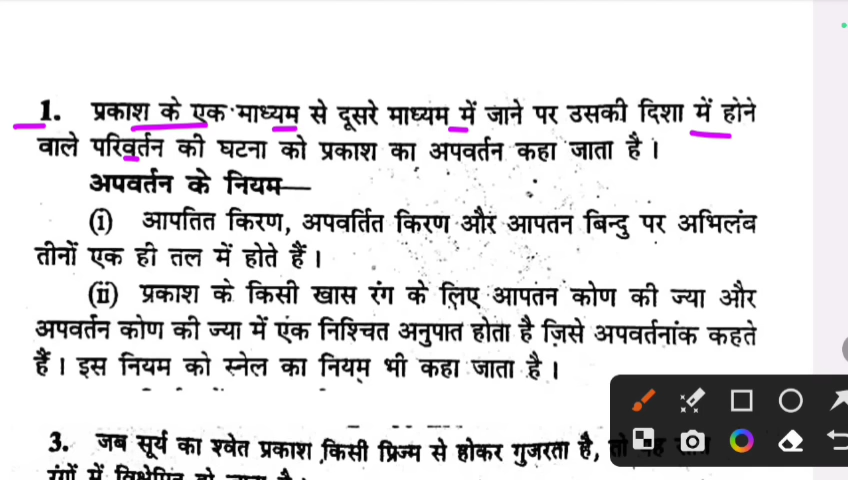 1. प्रकाश के एक माध्यम से दूसरे माध्यम में जाने पर उसकी दिशा में होने
वाले परिवर्तन की घटना को प्रकाश का अपवर्तन कहा जाता है।
अपवर्तन के नियम—
(i) आपतित किरण, अपवर्तित किरण और आपतन बिन्दु पर अभिलंब
तीनों एक ही तल में होते हैं।
(ii) प्रकाश के किसी खास रंग के लिए आपतन कोण की ज्या और
अपवर्तन कोण की ज्या में एक निश्चित अनुपात होता है जिसे अपवर्तनांक कहते
हैं। इस नियम को स्नेल का नियम भी कहा जाता है।
3. जब सूर्य का श्वेत प्रकाश किसी प्रिज्म से होकर गुजरता है,
रंगों में